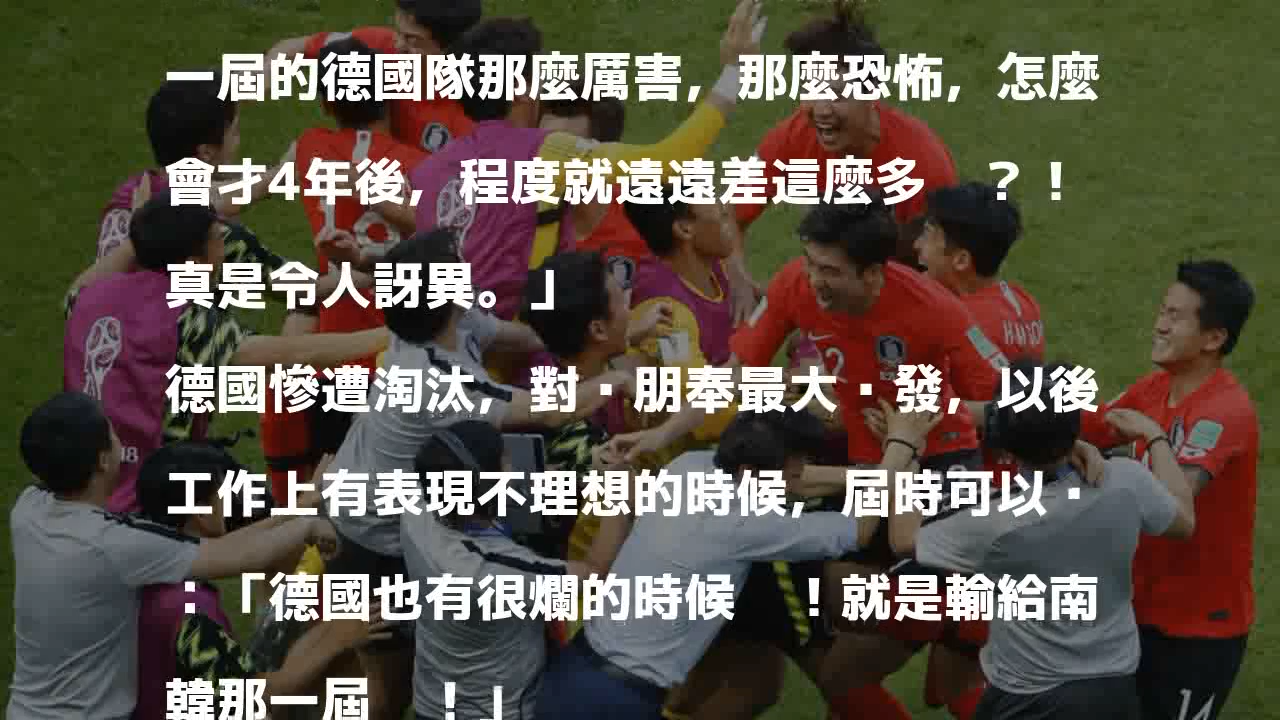 一屆的德國隊那麼厲害，那麼恐怖，怎麼
會才4年後，程度就遠遠差這麼多　？！
真是令人訝異。」
德國慘遭淘汰，對·朋奉最大·發，以後
工作上有表現不理想的時候，屆時可以·
：「德國也有很爛的時候　！就是輸給南
韓那一屆　！」